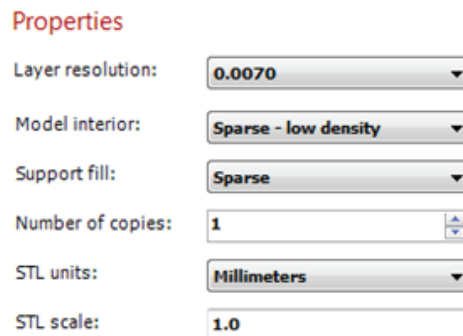 Properties
Layer resolution: 0.0070
Model interior: Sparse - low density
Support fill: Sparse
Number of copies: 1
STL units: Millimeters
STL scale: 1.0